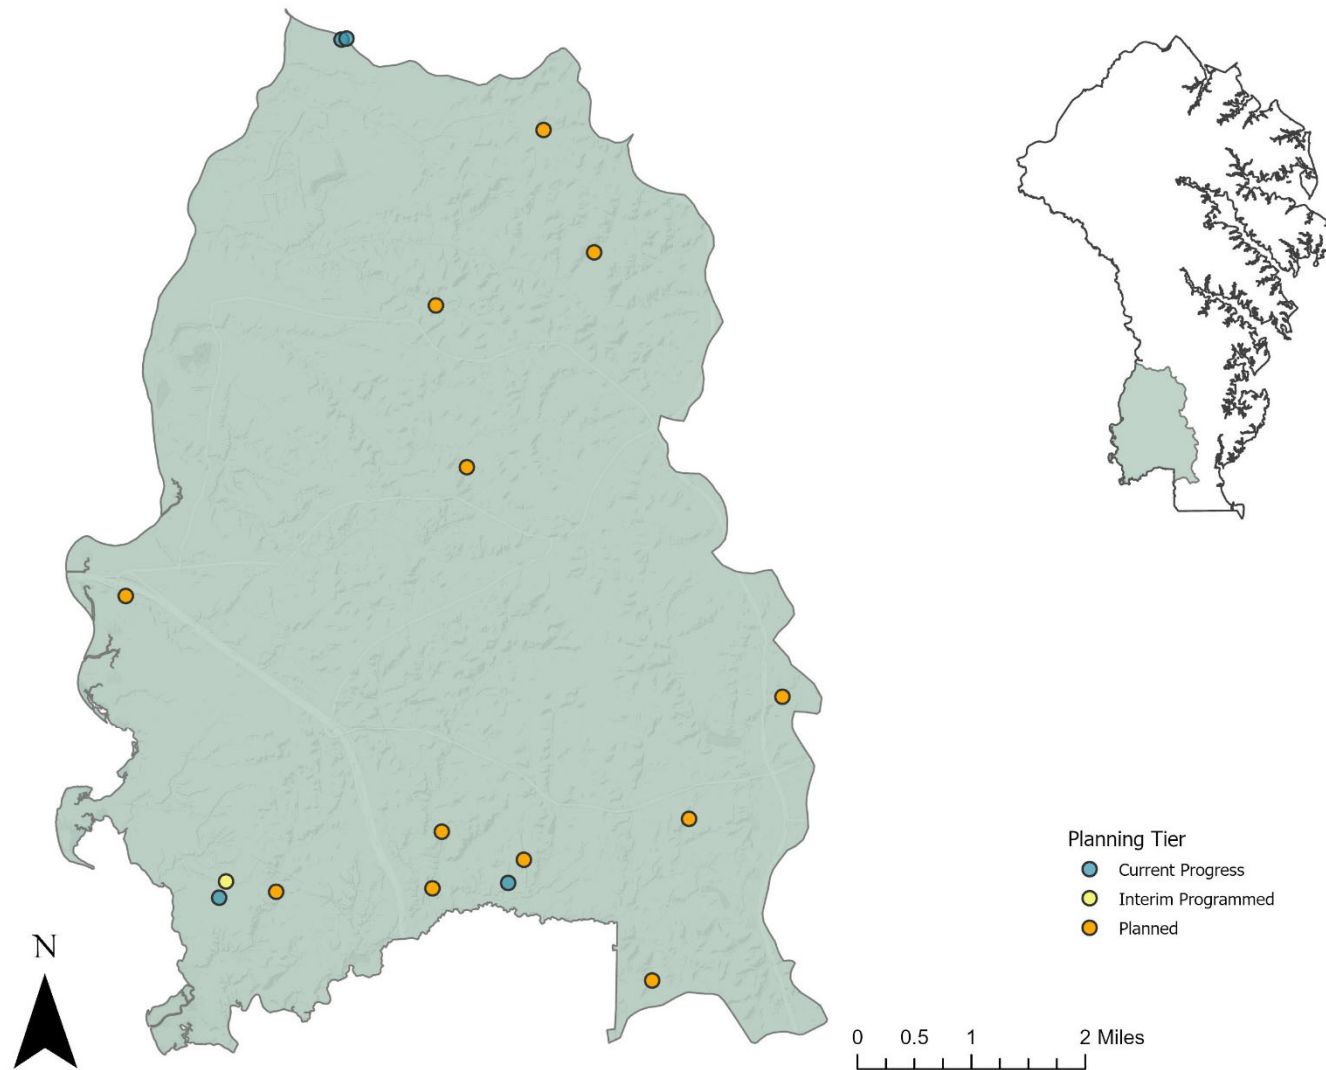 Planning Tier
Current Progress
Interim Programmed
Planned
N
0 0.5 1 2 Miles